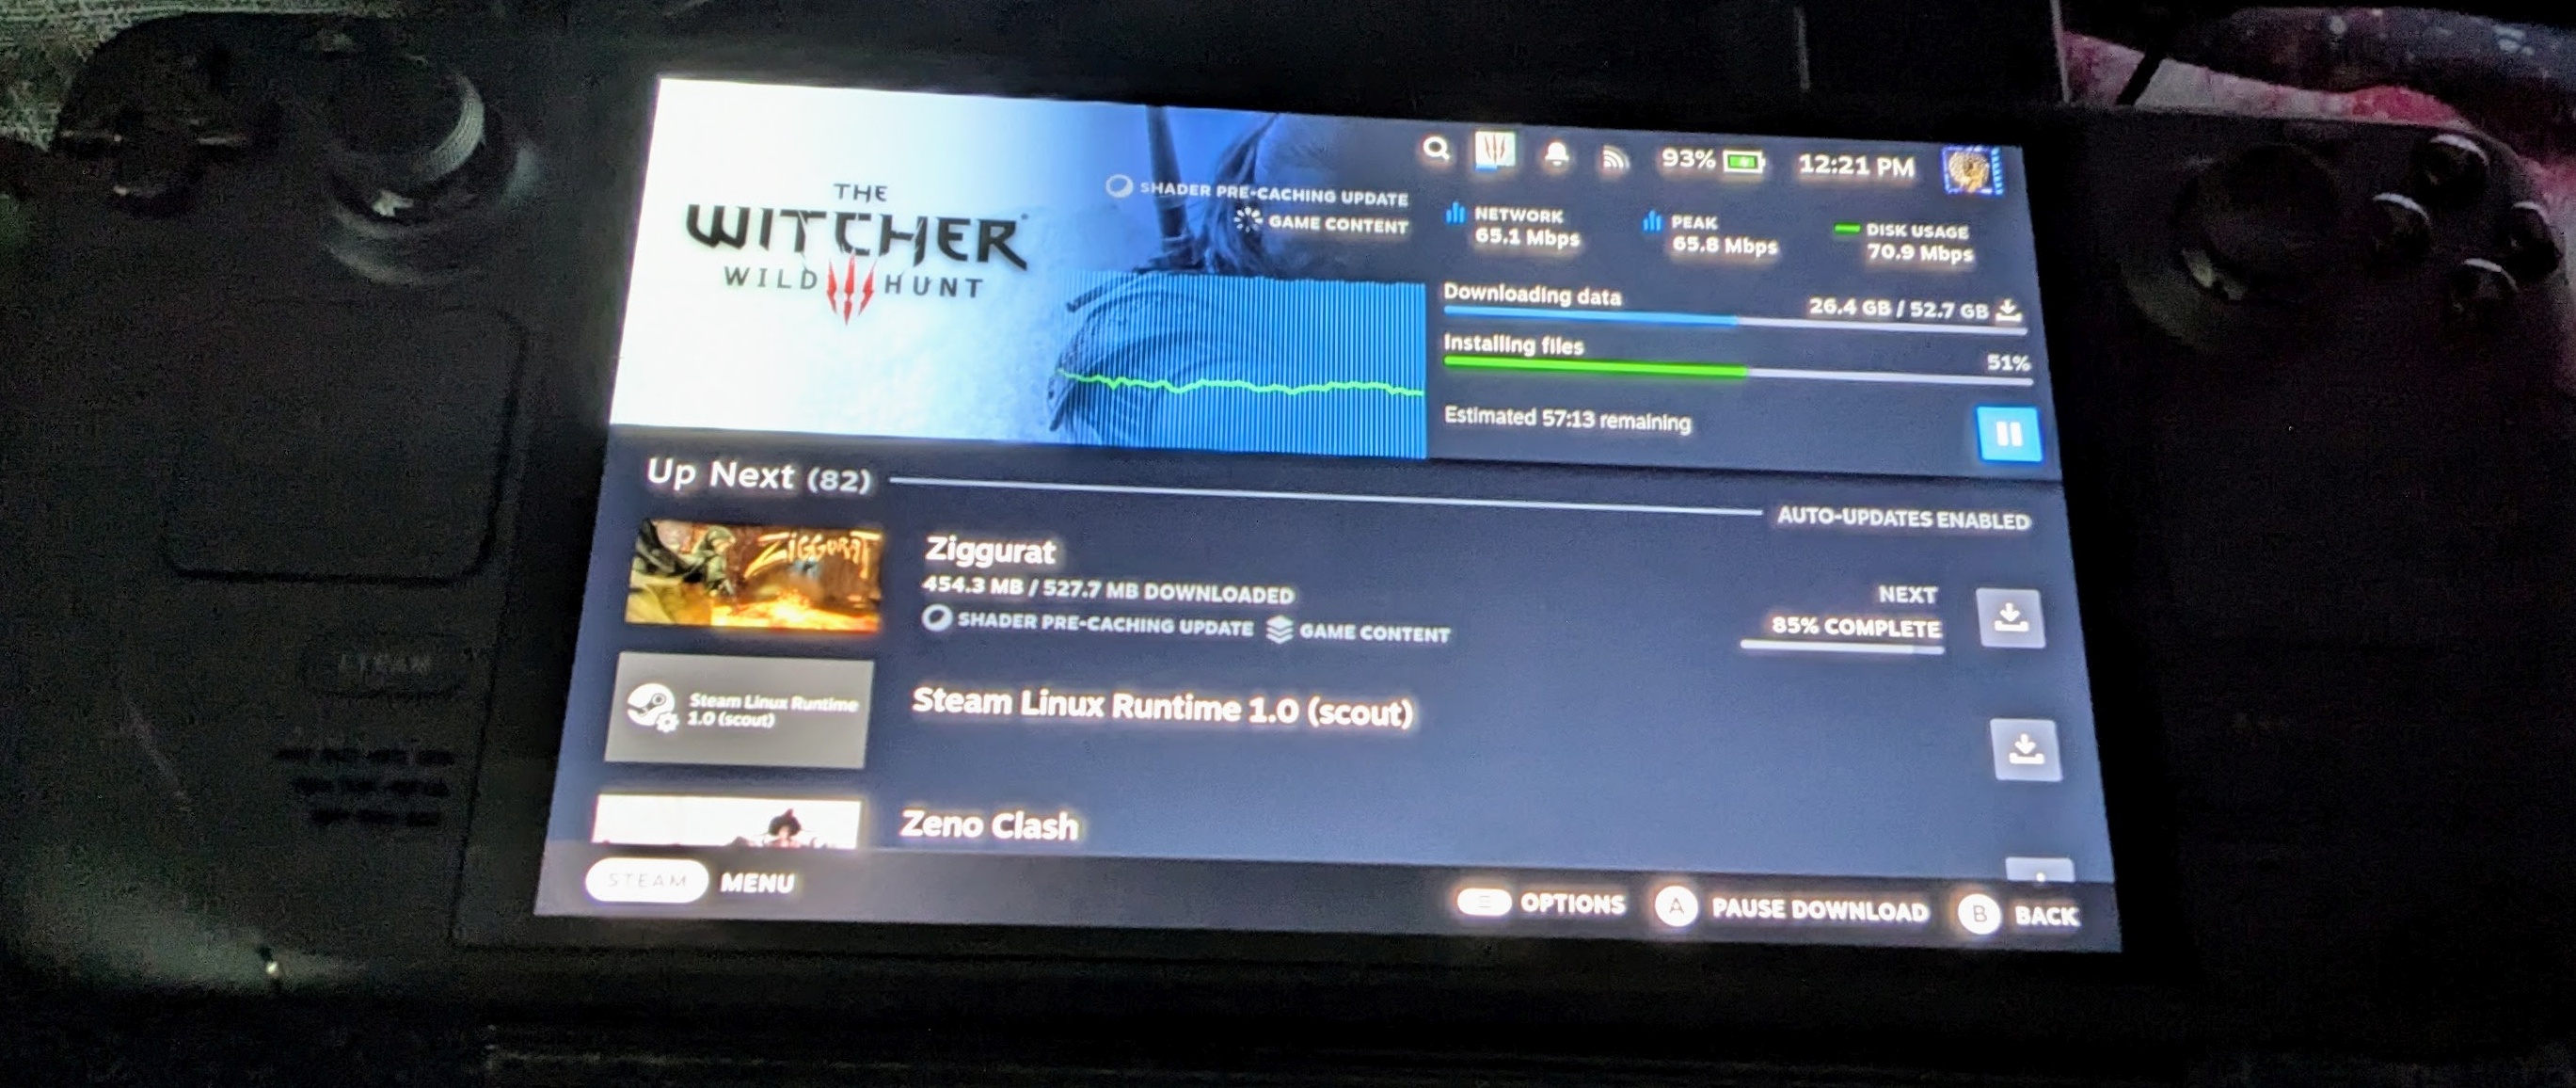 THE
WITCHER
WILD HUNT
SHADER PRE-CACHING UPDATE
GAME CONTENT
93%
12:21 PM
NETWORK
65.1 Mbps
PEAK
65.8 Mbps
DISK USAGE
70.9 Mbps
Downloading data
26.4 GB / 52.7 GB
Installing files
51%
Estimated 57:13 remaining
Up Next (82)
AUTO-UPDATES ENABLED
ZIGGURAT
Ziggurat
454.3 MB / 527.7 MB DOWNLOADED
SHADER PRE-CACHING UPDATE GAME CONTENT
NEXT
85% COMPLETE
Steam Linux Runtime
1.0 (scout)
Steam Linux Runtime 1.0 (scout)
Zeno Clash
STEAM MENU
OPTIONS
A PAUSE DOWNLOAD
B BACK
STEAM